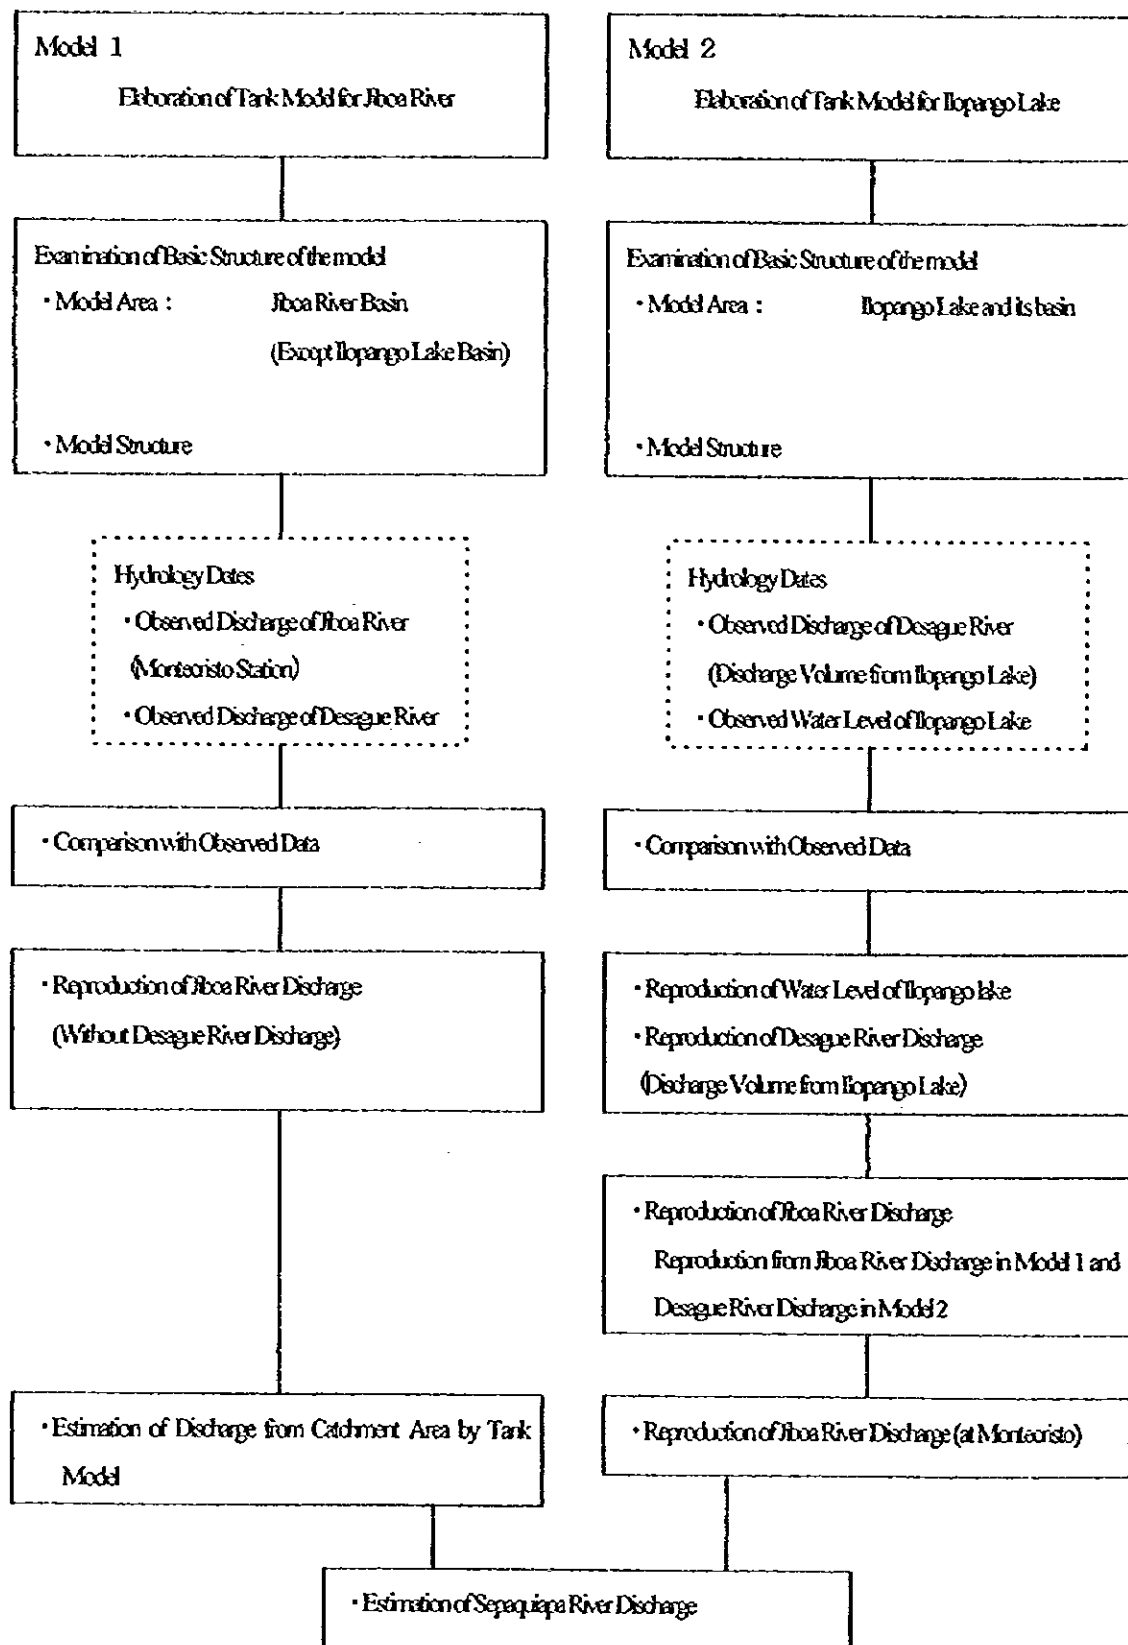 Model 1
Elaboration of Tank Model for Jiboa River
Examination of Basic Structure of the model
・Model Area : Jiboa River Basin
(Except Ilopango Lake Basin)
・Model Structure
Hydrology Dates
・Observed Discharge of Jiboa River
(Montecristo Station)
・Observed Discharge of Desague River
・Comparison with Observed Data
・Reproduction of Jiboa River Discharge
(Without Desague River Discharge)
・Estimation of Discharge from Catchment Area by Tank
Model
Model 2
Elaboration of Tank Model for Ilopango Lake
Examination of Basic Structure of the model
・Model Area : Ilopango Lake and its basin
・Model Structure
Hydrology Dates
・Observed Discharge of Desague River
(Discharge Volume from Ilopango Lake)
・Observed Water Level of Ilopango Lake
・Comparison with Observed Data
・Reproduction of Water Level of Ilopango lake
・Reproduction of Desague River Discharge
(Discharge Volume from Ilopango Lake)
・Reproduction of Jiboa River Discharge
Reproduction from Jiboa River Discharge in Model 1 and
Desague River Discharge in Model 2
・Reproduction of Jiboa River Discharge (at Montecristo)
・Estimation of Sepaquiapa River Discharge